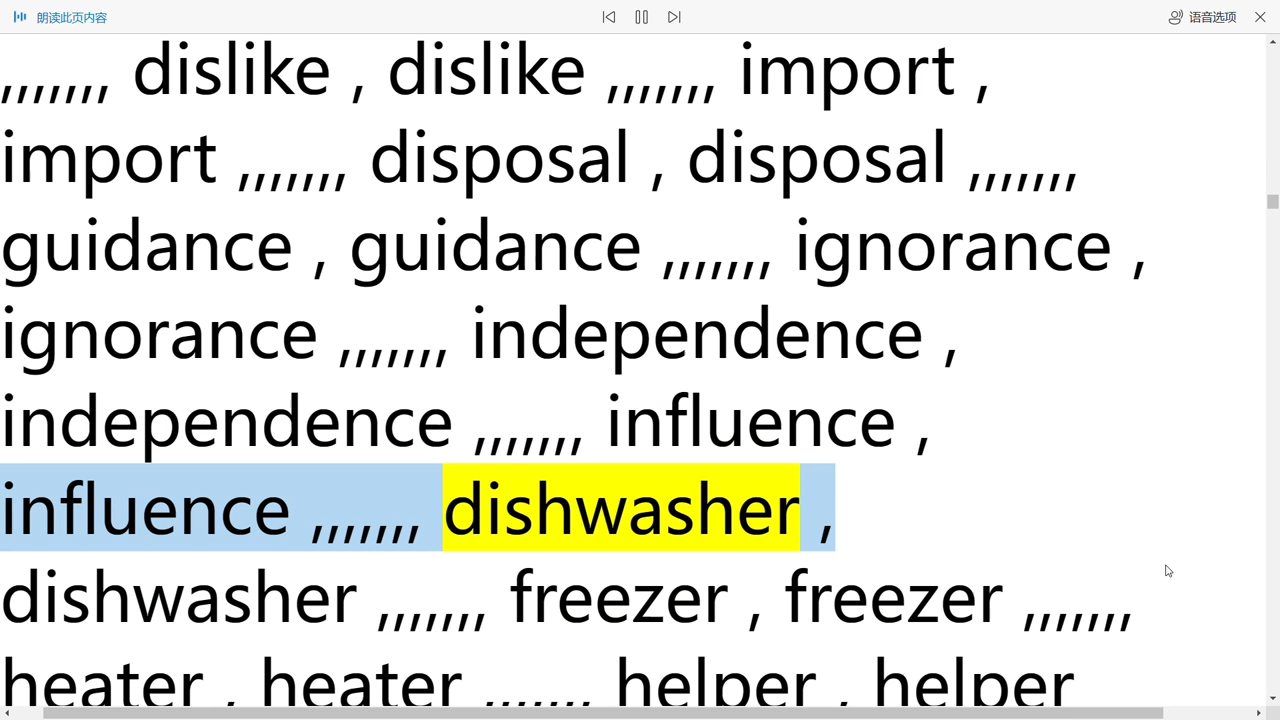 朗读此页内容 语音选项
,,,,,,, dislike , dislike ,,,,,,, import ,
import ,,,,,,, disposal , disposal ,,,,,,,
guidance , guidance ,,,,,,, ignorance ,
ignorance ,,,,,,, independence ,
independence ,,,,,,, influence ,
influence ,,,,,,, dishwasher ,
dishwasher ,,,,,,, freezer , freezer ,,,,,,,
heater , heater ,,,,,,, helper , helper